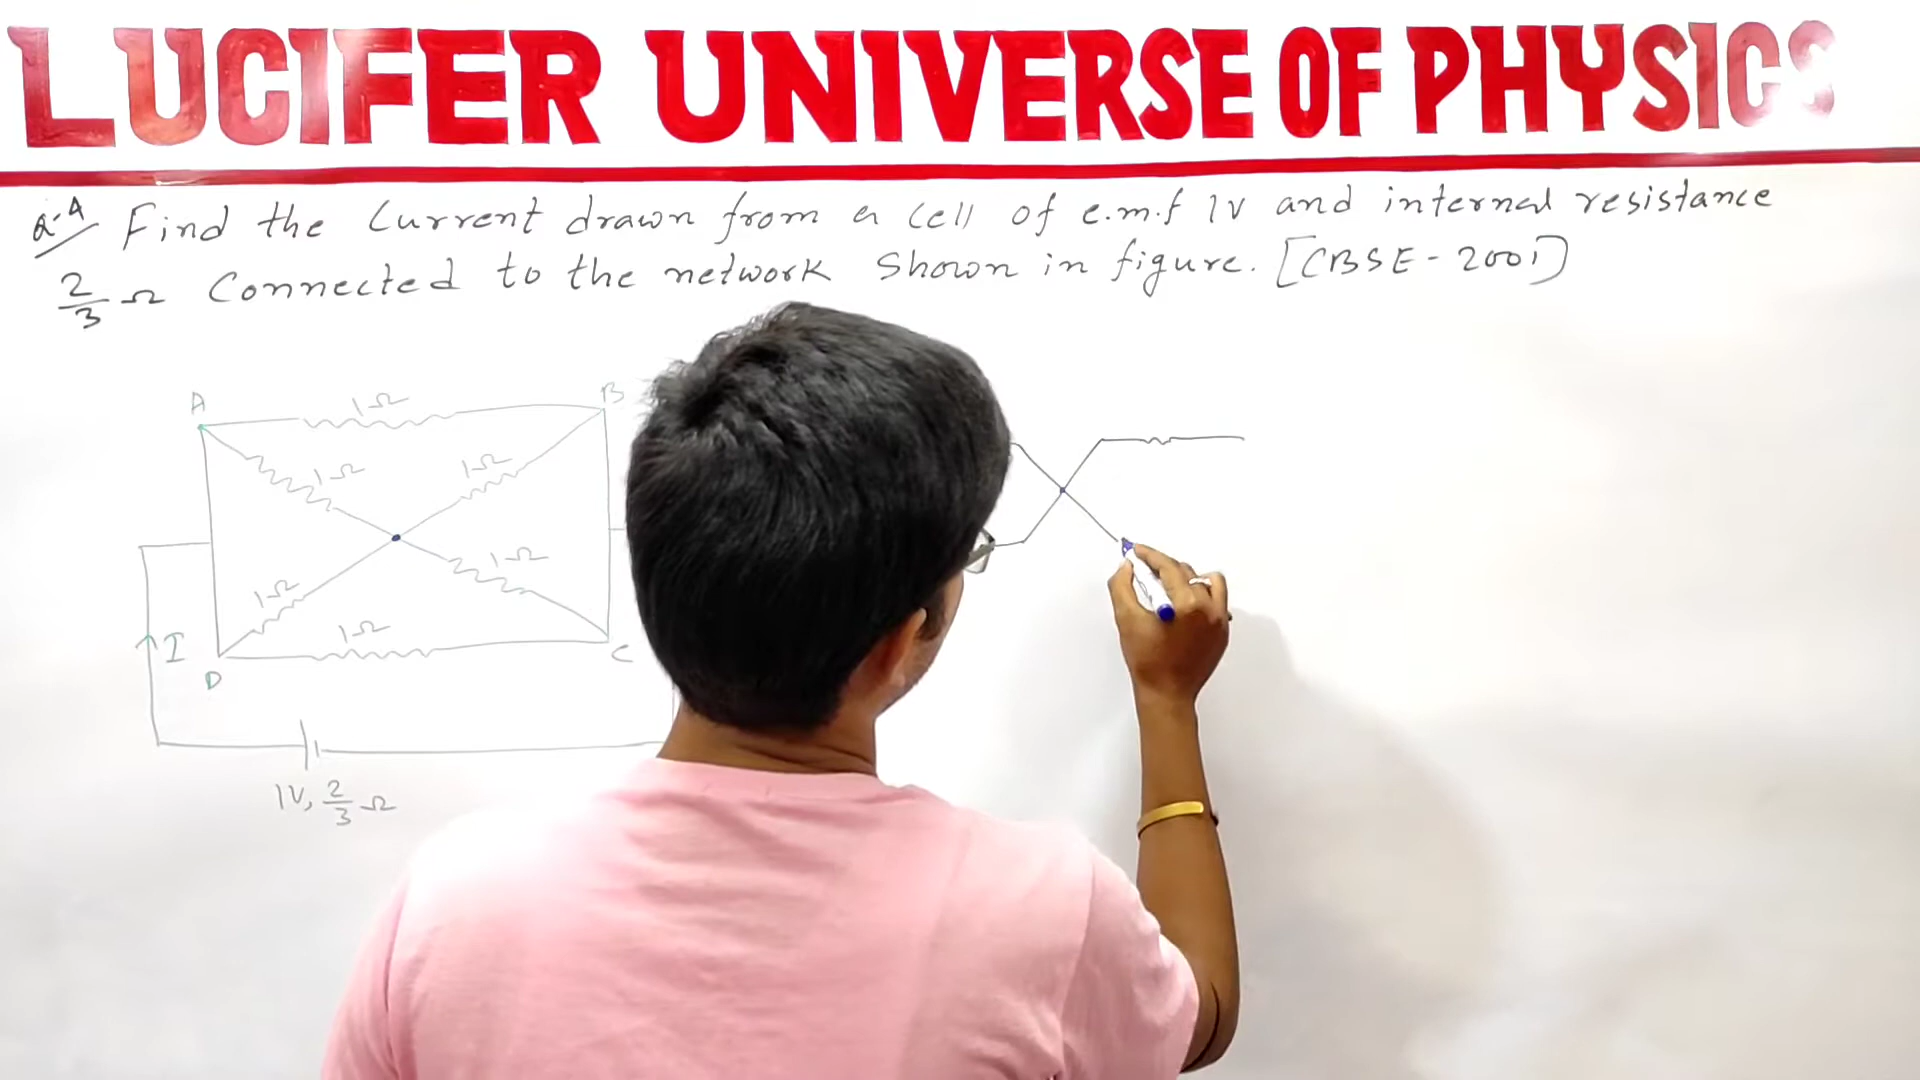 LUCIFER UNIVERSE OF PHYSICS
Q-4 Find the current drawn from a cell of e.m.f 1V and internal resistance
2/3 Ω Connected to the network Shown in figure. [CBSE-2001]
A 1Ω B
1Ω 1Ω
1Ω 1Ω
1Ω
I
D C
1V, 2/3 Ω